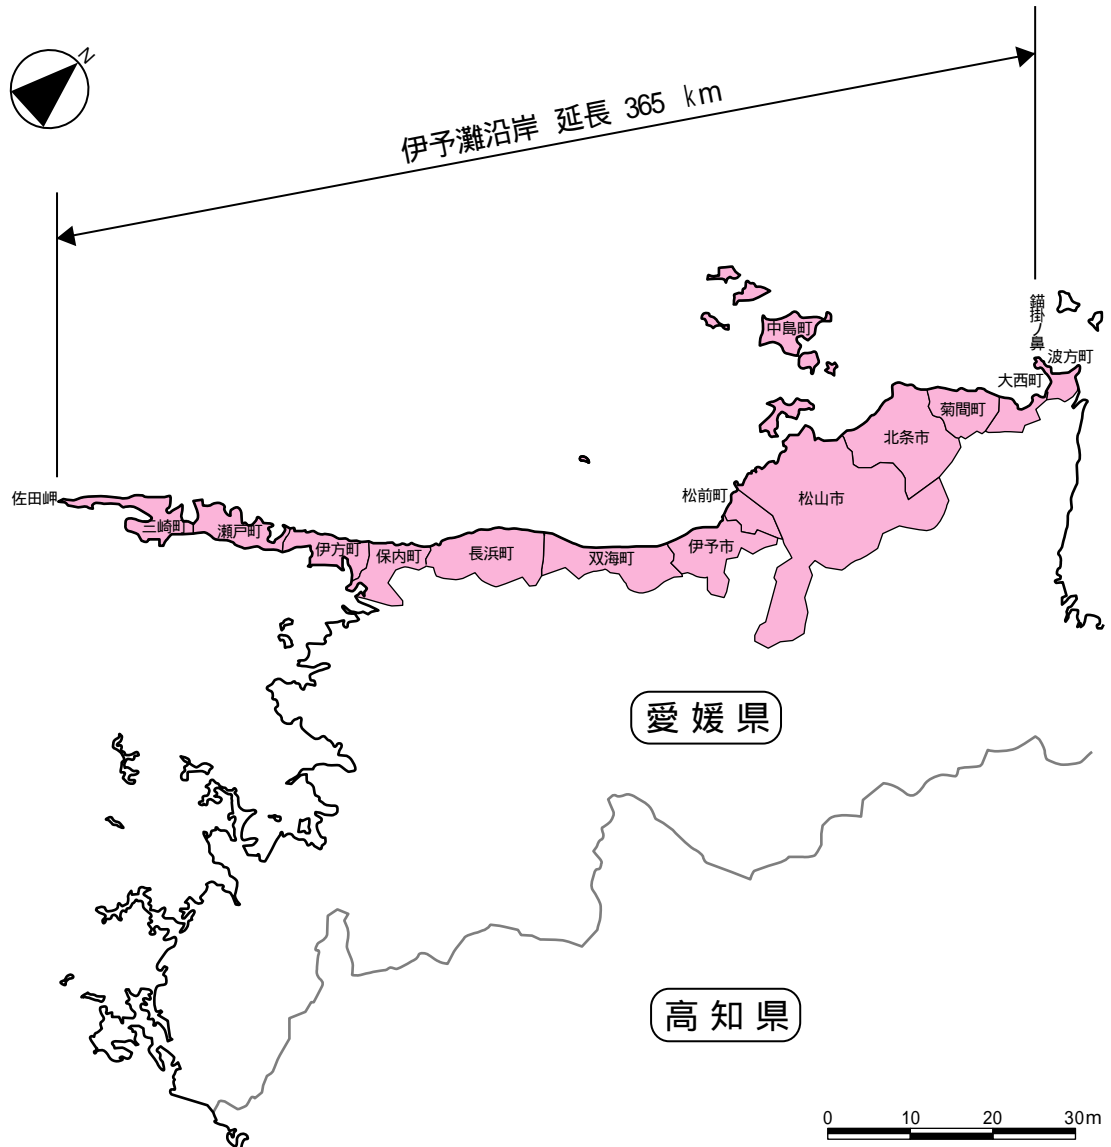 N
伊予灘沿岸 延長 365 km
錨掛ノ鼻
波方町
大西町
中島町
菊間町
北条市
松前町
松山市
佐田岬
三崎町
瀬戸町
伊方町
保内町
長浜町
双海町
伊予市
愛媛県
高知県
0 10 20 30m